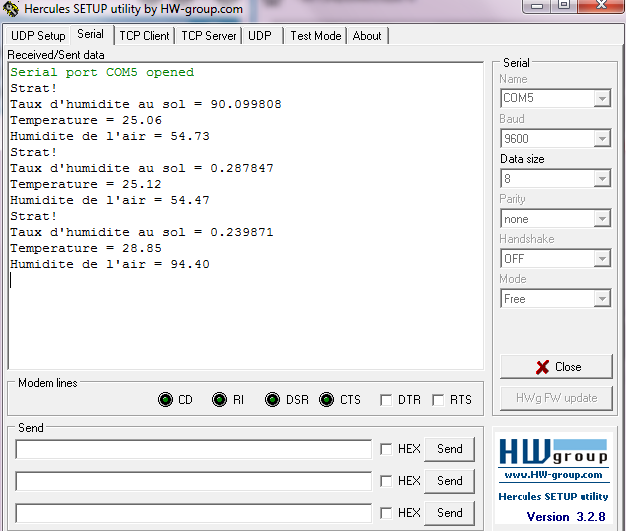 Hercules SETUP utility by HW-group.com
UDP Setup Serial TCP Client TCP Server UDP Test Mode About
Received/Sent data
Serial port COM5 opened
Strat!
Taux d'humidite au sol = 90.099808
Temperature = 25.06
Humidite de l'air = 54.73
Strat!
Taux d'humidite au sol = 0.287847
Temperature = 25.12
Humidite de l'air = 54.47
Strat!
Taux d'humidite au sol = 0.239871
Temperature = 28.85
Humidite de l'air = 94.40
Serial
Name
COM5
Baud
9600
Data size
8
Parity
none
Handshake
OFF
Mode
Free
Close
HWg FW update
Modem lines
CD RI DSR CTS DTR RTS
Send
HEX Send
HEX Send
HEX Send
HW group
www.HW-group.com
Hercules SETUP utility
Version 3.2.8